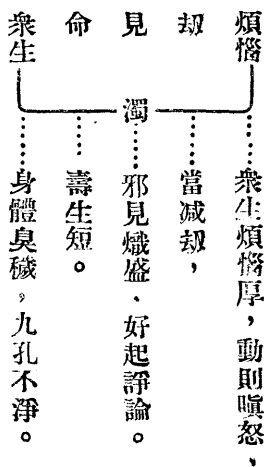 煩惱……衆生煩惱厚，動則嗔怒、
劫……當減劫，
見 濁……邪見熾盛、好起諍論。
命……壽生短。
衆生……身體臭穢，九孔不淨。